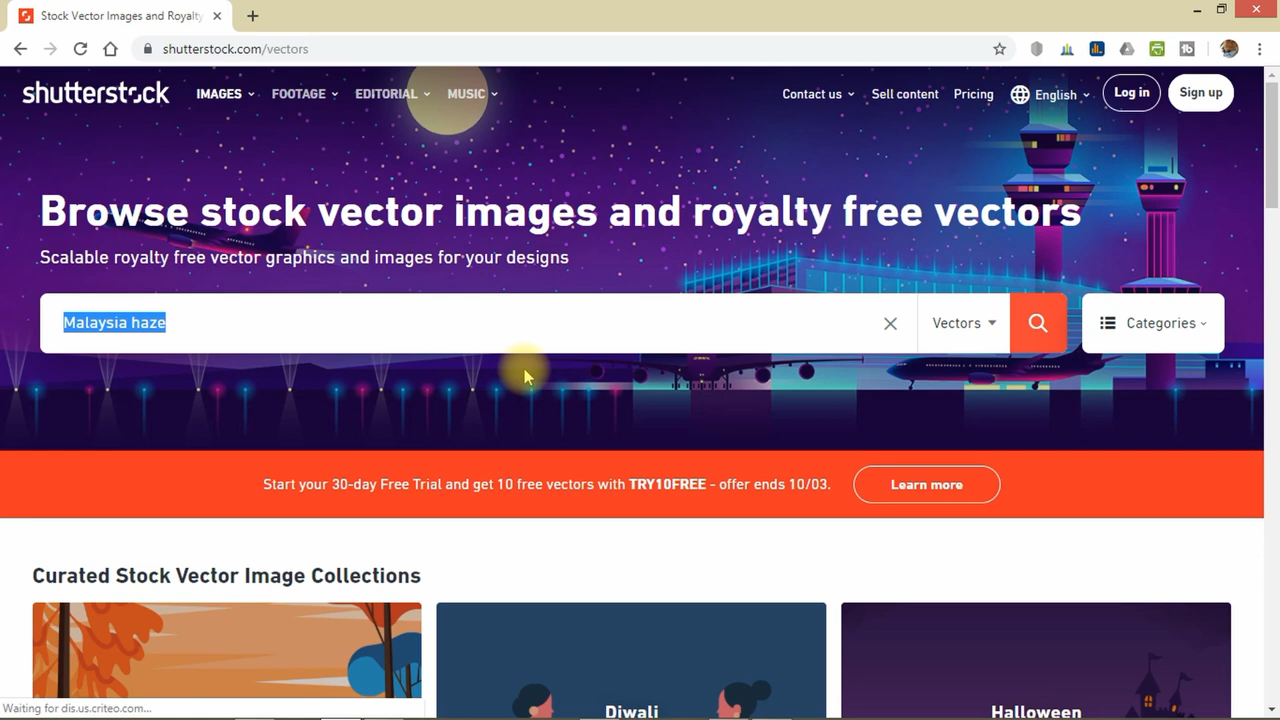 Stock Vector Images and Royalty
shutterstock.com/vectors
shutterstock
IMAGES
FOOTAGE
EDITORIAL
MUSIC
Contact us
Sell content
Pricing
English
Log in
Sign up
Browse stock vector images and royalty free vectors
Scalable royalty free vector graphics and images for your designs
Malaysia haze
Vectors
Categories
Start your 30-day Free Trial and get 10 free vectors with TRY10FREE - offer ends 10/03.
Learn more
Curated Stock Vector Image Collections
Diwali
Halloween
Waiting for dis.us.criteo.com...